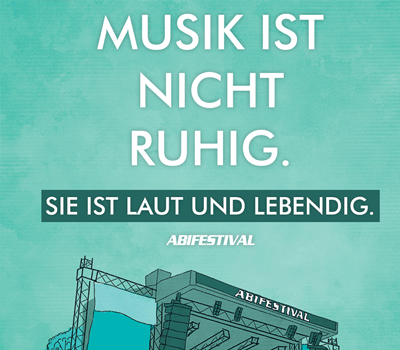 MUSIK IST
NICHT
RUHIG.
SIE IST LAUT UND LEBENDIG.
ABIFESTIVAL
ABIFESTIVAL